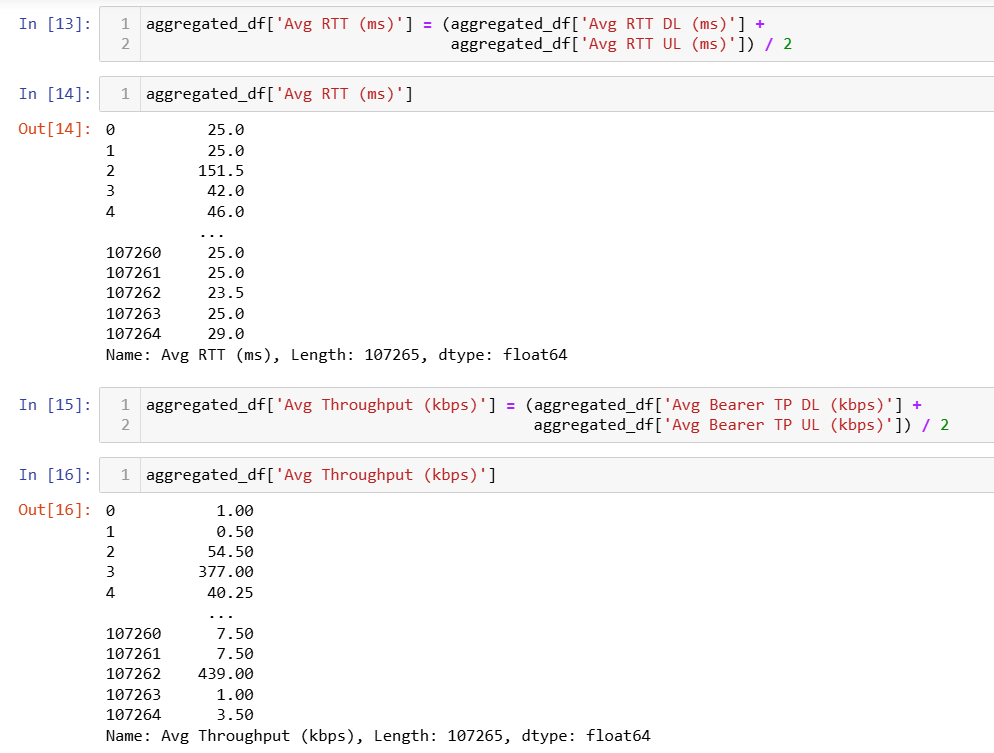 In [13]: 1 aggregated_df['Avg RTT (ms)'] = (aggregated_df['Avg RTT DL (ms)'] +
2 aggregated_df['Avg RTT UL (ms)']) / 2
In [14]: 1 aggregated_df['Avg RTT (ms)']
Out[14]: 0 25.0
1 25.0
2 151.5
3 42.0
4 46.0
...
107260 25.0
107261 25.0
107262 23.5
107263 25.0
107264 29.0
Name: Avg RTT (ms), Length: 107265, dtype: float64
In [15]: 1 aggregated_df['Avg Throughput (kbps)'] = (aggregated_df['Avg Bearer TP DL (kbps)'] +
2 aggregated_df['Avg Bearer TP UL (kbps)']) / 2
In [16]: 1 aggregated_df['Avg Throughput (kbps)']
Out[16]: 0 1.00
1 0.50
2 54.50
3 377.00
4 40.25
...
107260 7.50
107261 7.50
107262 439.00
107263 1.00
107264 3.50
Name: Avg Throughput (kbps), Length: 107265, dtype: float64